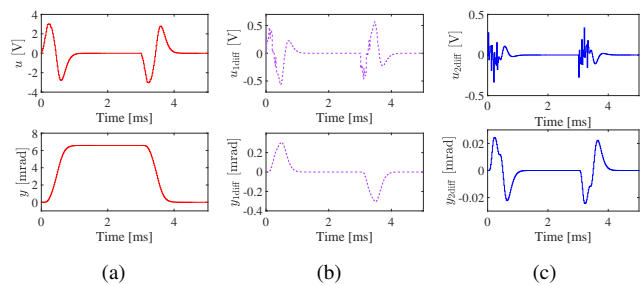 4
2
0
-2
-4
u [V]
0 2 4
Time [ms]
0.5
0
-0.5
u1diff [V]
0 2 4
Time [ms]
0.5
0
-0.5
u2diff [V]
0 2 4
Time [ms]
8
6
4
2
0
y [mrad]
0 2 4
Time [ms]
0.4
0.2
0
-0.2
-0.4
y1diff [mrad]
0 2 4
Time [ms]
0.02
0
-0.02
y2diff [mrad]
0 2 4
Time [ms]
(a) (b) (c)